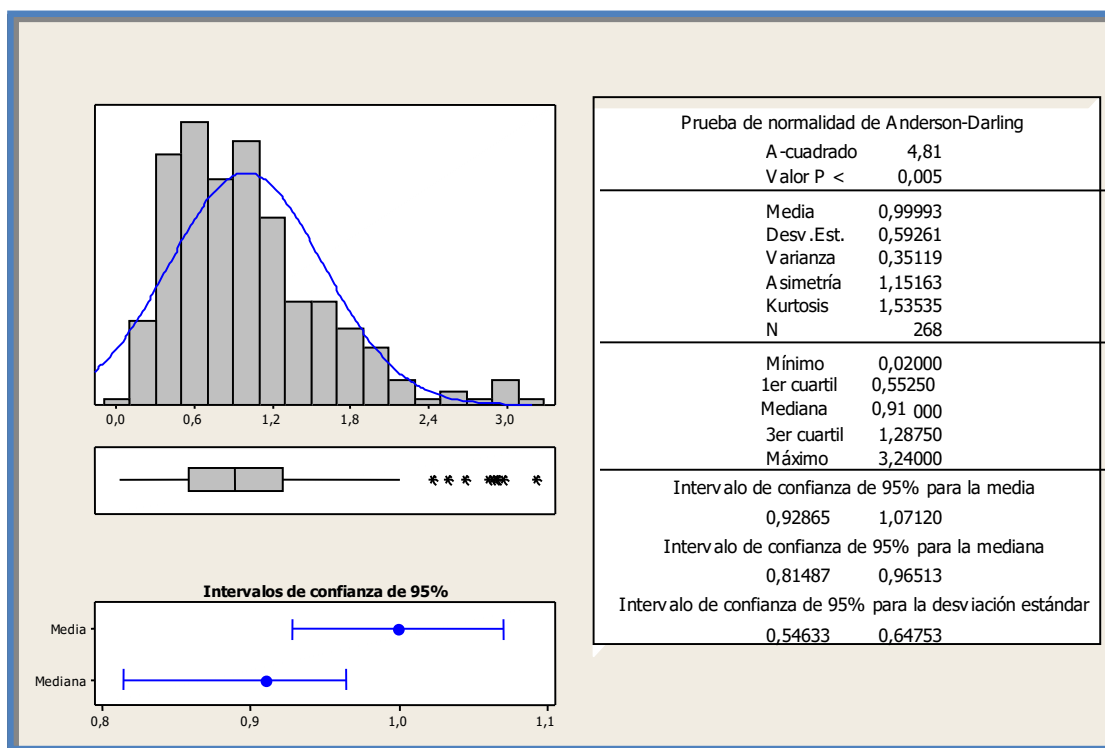 0,0 0,6 1,2 1,8 2,4 3,0
Intervalos de confianza de 95%
Media
Mediana
0,8 0,9 1,0 1,1
Prueba de normalidad de Anderson-Darling
A-cuadrado 4,81
Valor P < 0,005
Media 0,99993
Desv.Est. 0,59261
Varianza 0,35119
Asimetría 1,15163
Kurtosis 1,53535
N 268
Mínimo 0,02000
1er cuartil 0,55250
Mediana 0,91 000
3er cuartil 1,28750
Máximo 3,24000
Intervalo de confianza de 95% para la media
0,92865 1,07120
Intervalo de confianza de 95% para la mediana
0,81487 0,96513
Intervalo de confianza de 95% para la desviación estándar
0,54633 0,64753